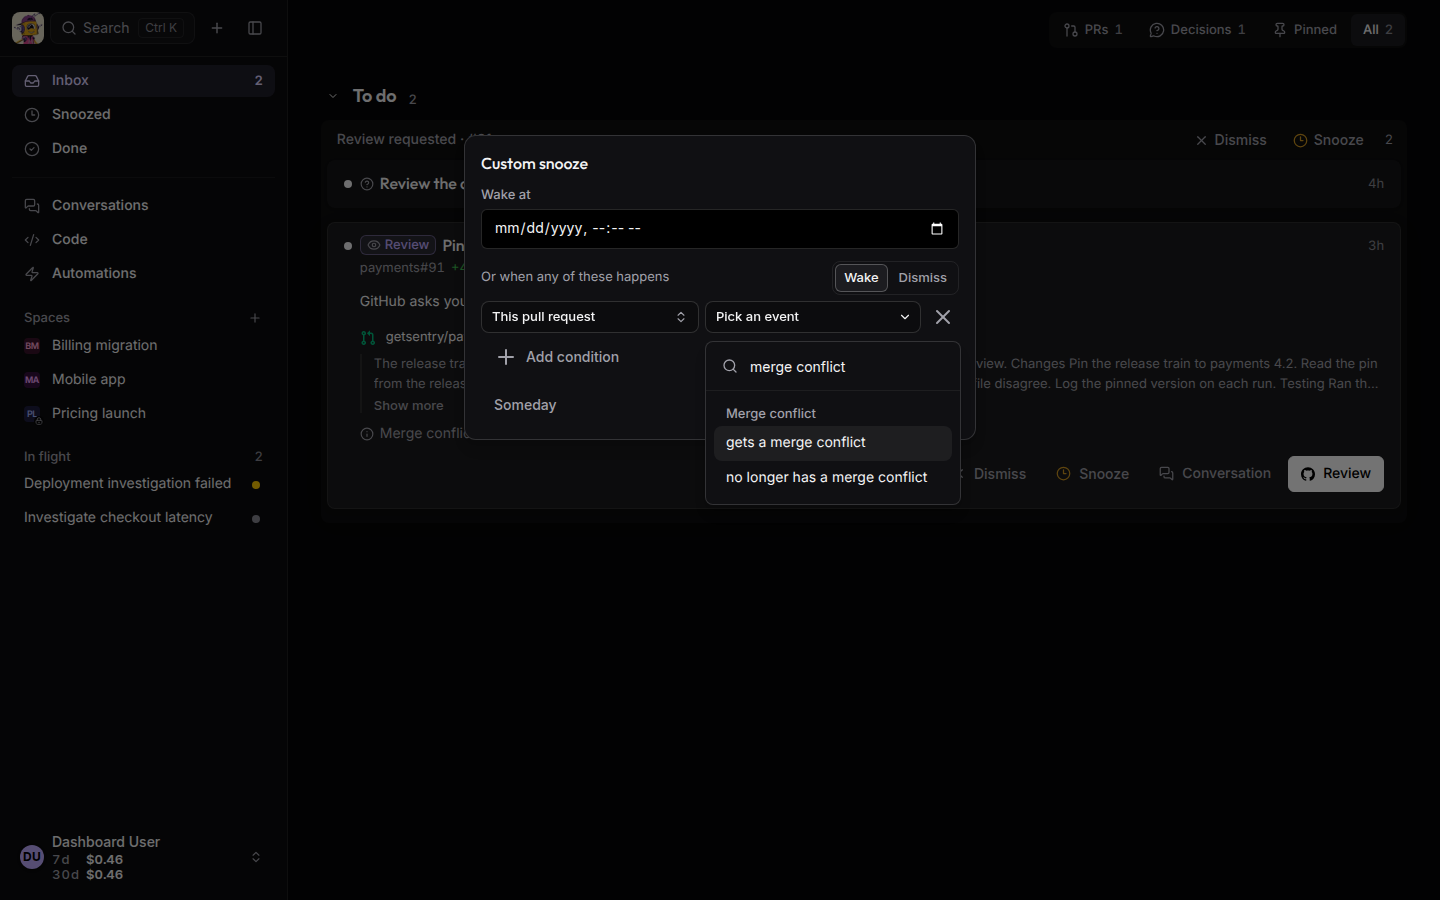 Search Ctrl K
PRs 1 Decisions 1 Pinned All 2
Inbox 2
Snoozed
Done
Conversations
Code
Automations
Spaces
BM Billing migration
MA Mobile app
PL Pricing launch
In flight 2
Deployment investigation failed
Investigate checkout latency
Dashboard User
DU
7d $0.46
30d $0.46
To do 2
Review requested ·
Dismiss Snooze 2
Review the
4h
Review Pin
3h
payments#91
GitHub asks you
getsentry/pa
The release tra
view. Changes Pin the release train to payments 4.2. Read the pin
from the releas
file disagree. Log the pinned version on each run. Testing Ran th...
Show more
Merge confli
Dismiss Snooze Conversation Review
Custom snooze
Wake at
mm/dd/yyyy, --:-- --
Or when any of these happens Wake Dismiss
This pull request Pick an event
Add condition
Someday
merge conflict
Merge conflict
gets a merge conflict
no longer has a merge conflict